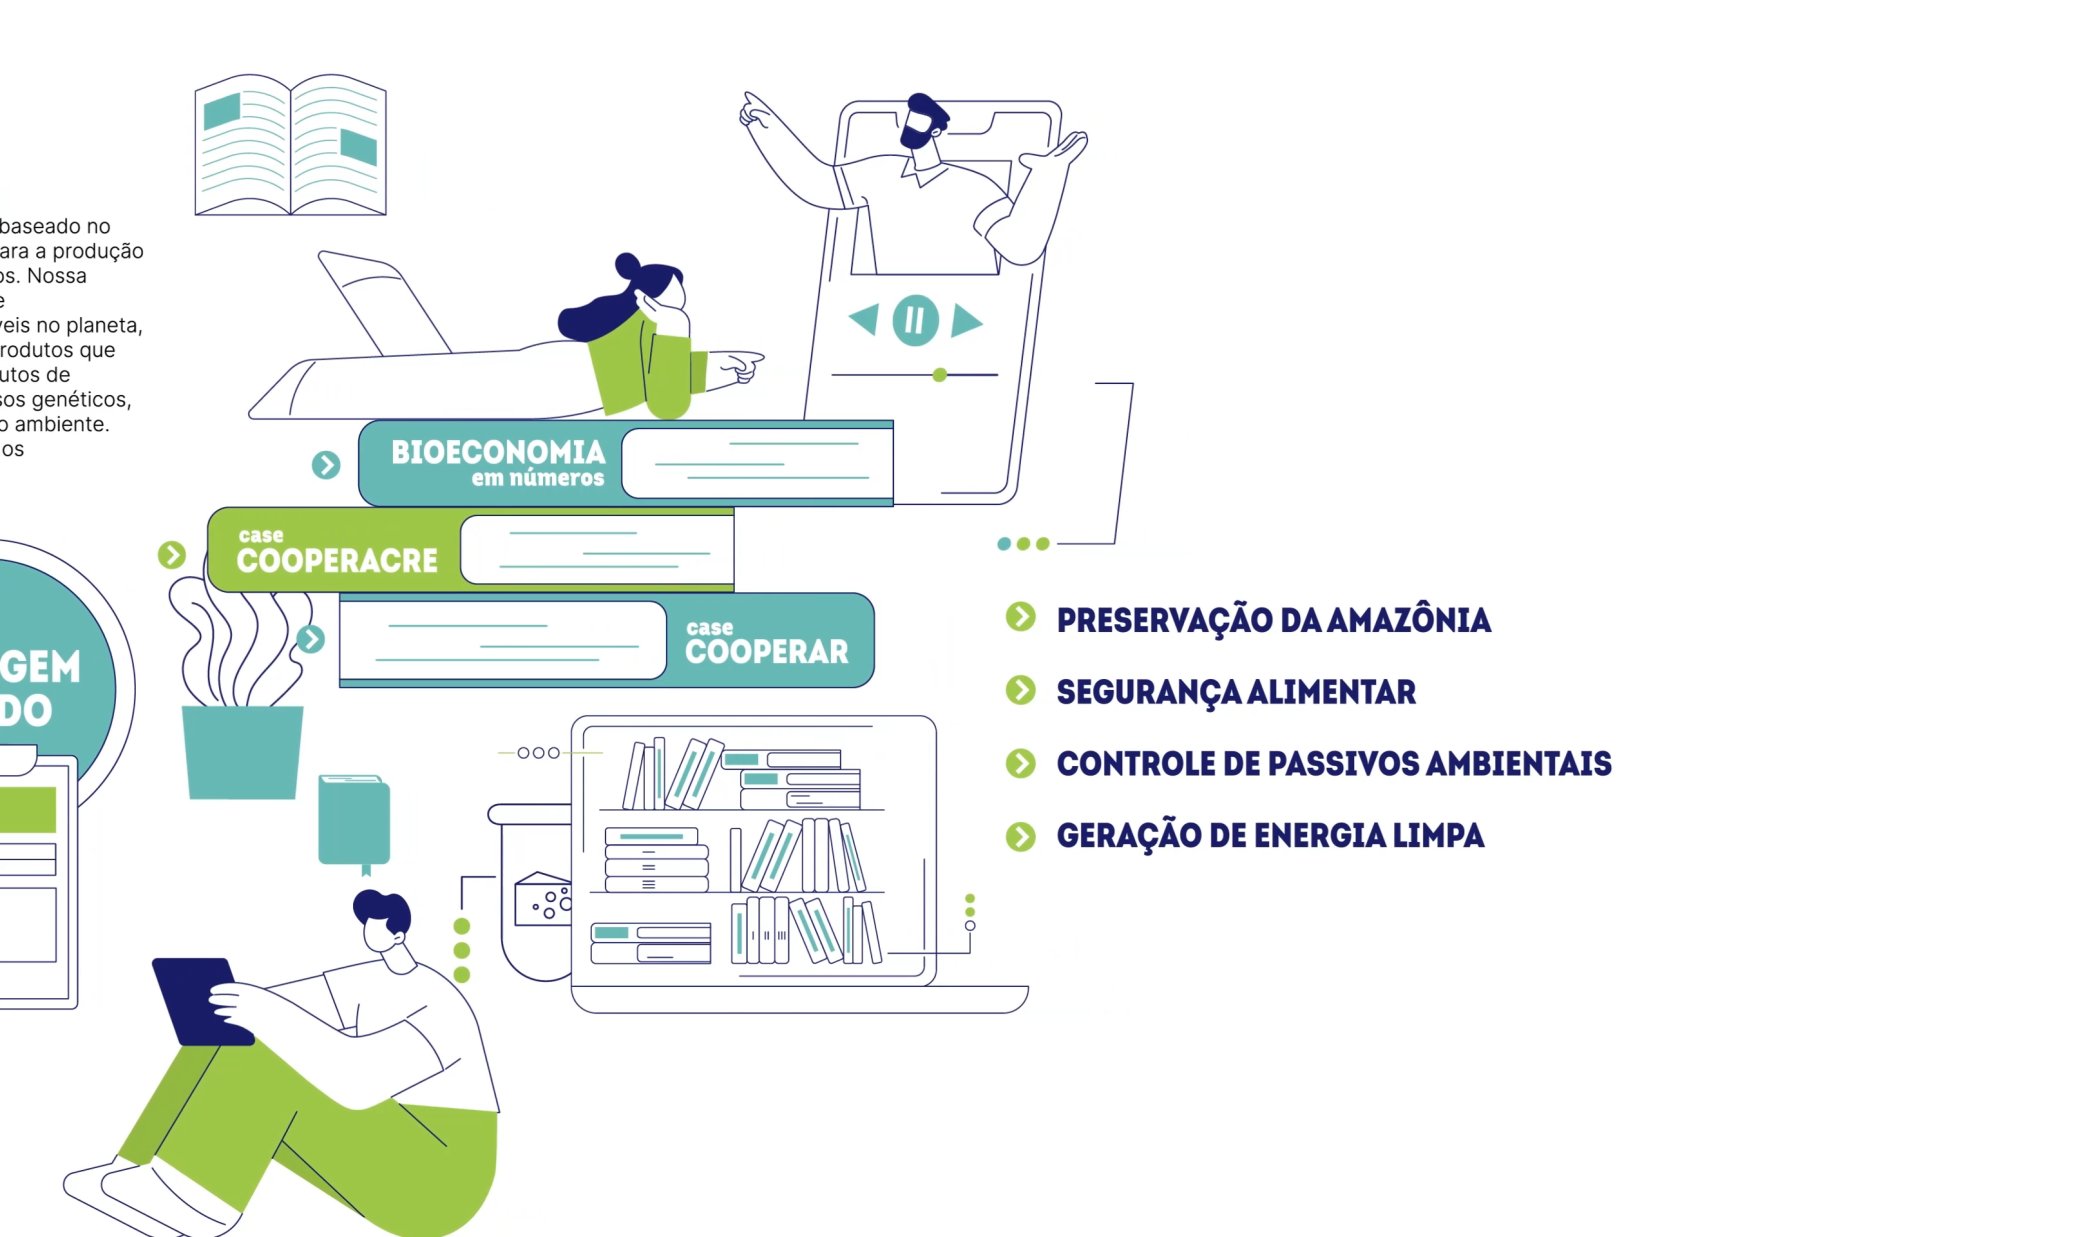 baseado no
ara a produção
os. Nossa
e
veis no planeta,
rodutos que
utos de
sos genéticos,
o ambiente.
os
BIOECONOMIA
em números
case
COOPERACRE
case
COOPERAR
GEM
DO
PRESERVAÇÃO DA AMAZÔNIA
SEGURANÇA ALIMENTAR
CONTROLE DE PASSIVOS AMBIENTAIS
GERAÇÃO DE ENERGIA LIMPA